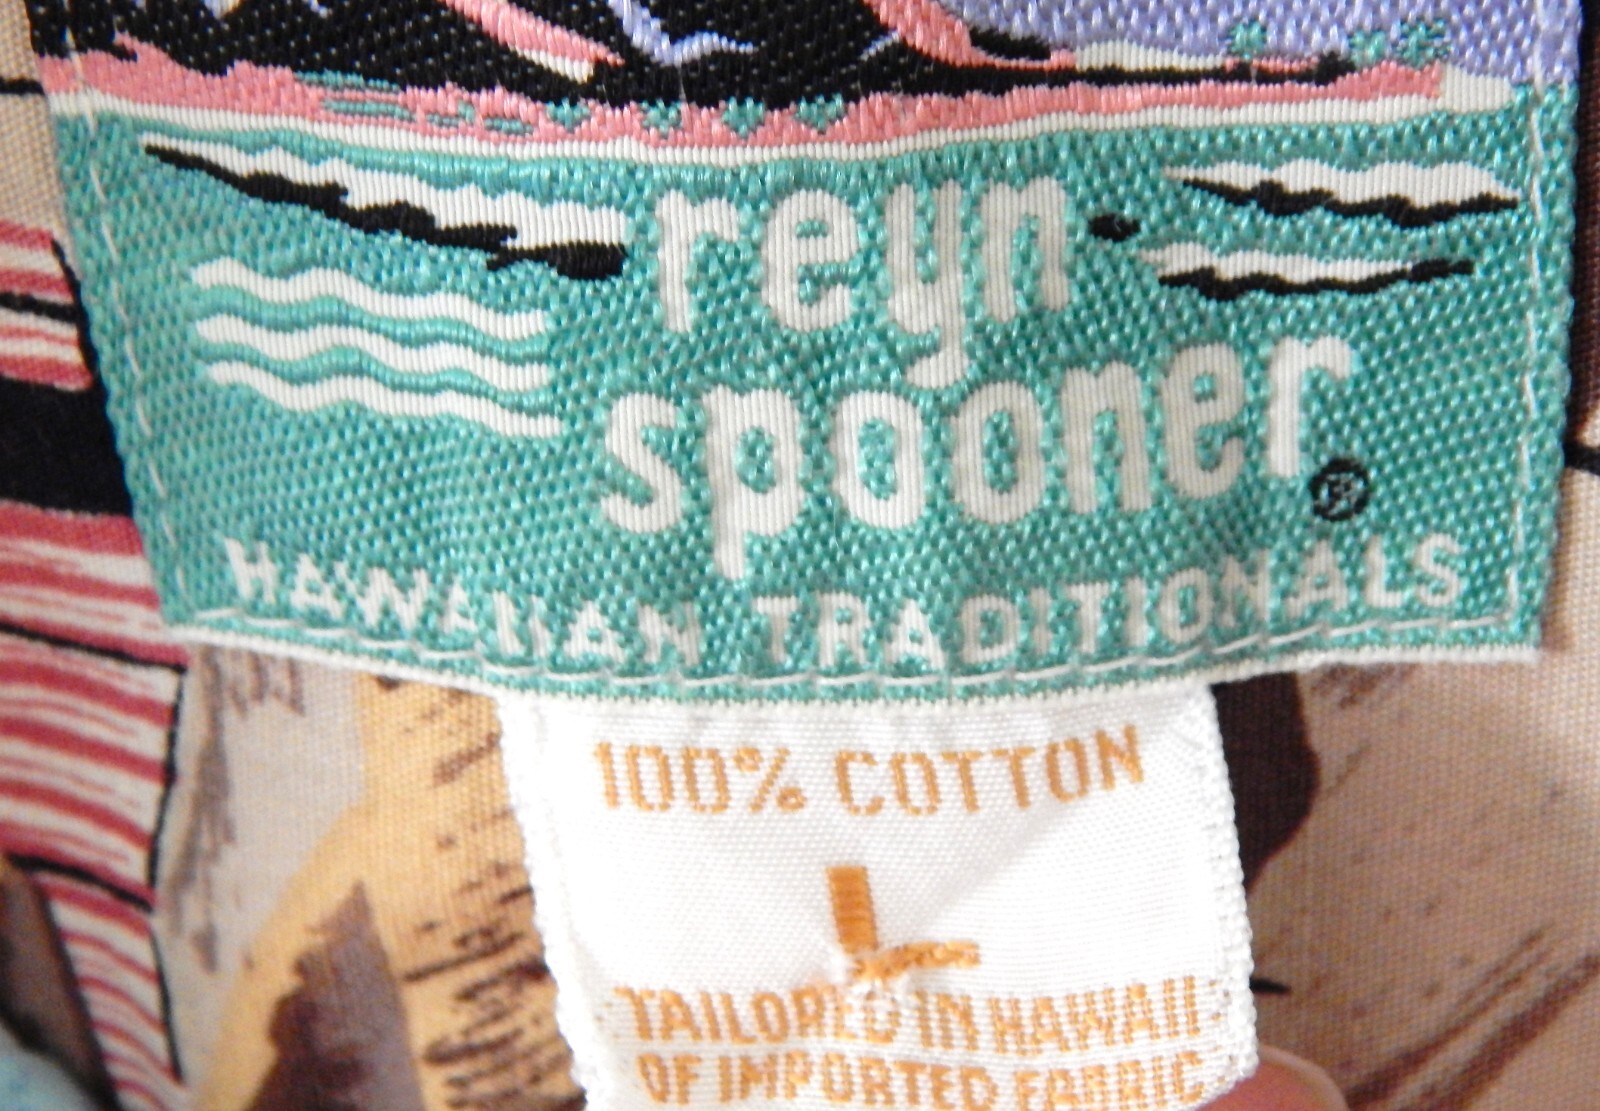 reyn
spooner®
HAWAIIAN TRADITIONALS
100% COTTON
L
TAILORED IN HAWAII
OF IMPORTED FABRIC